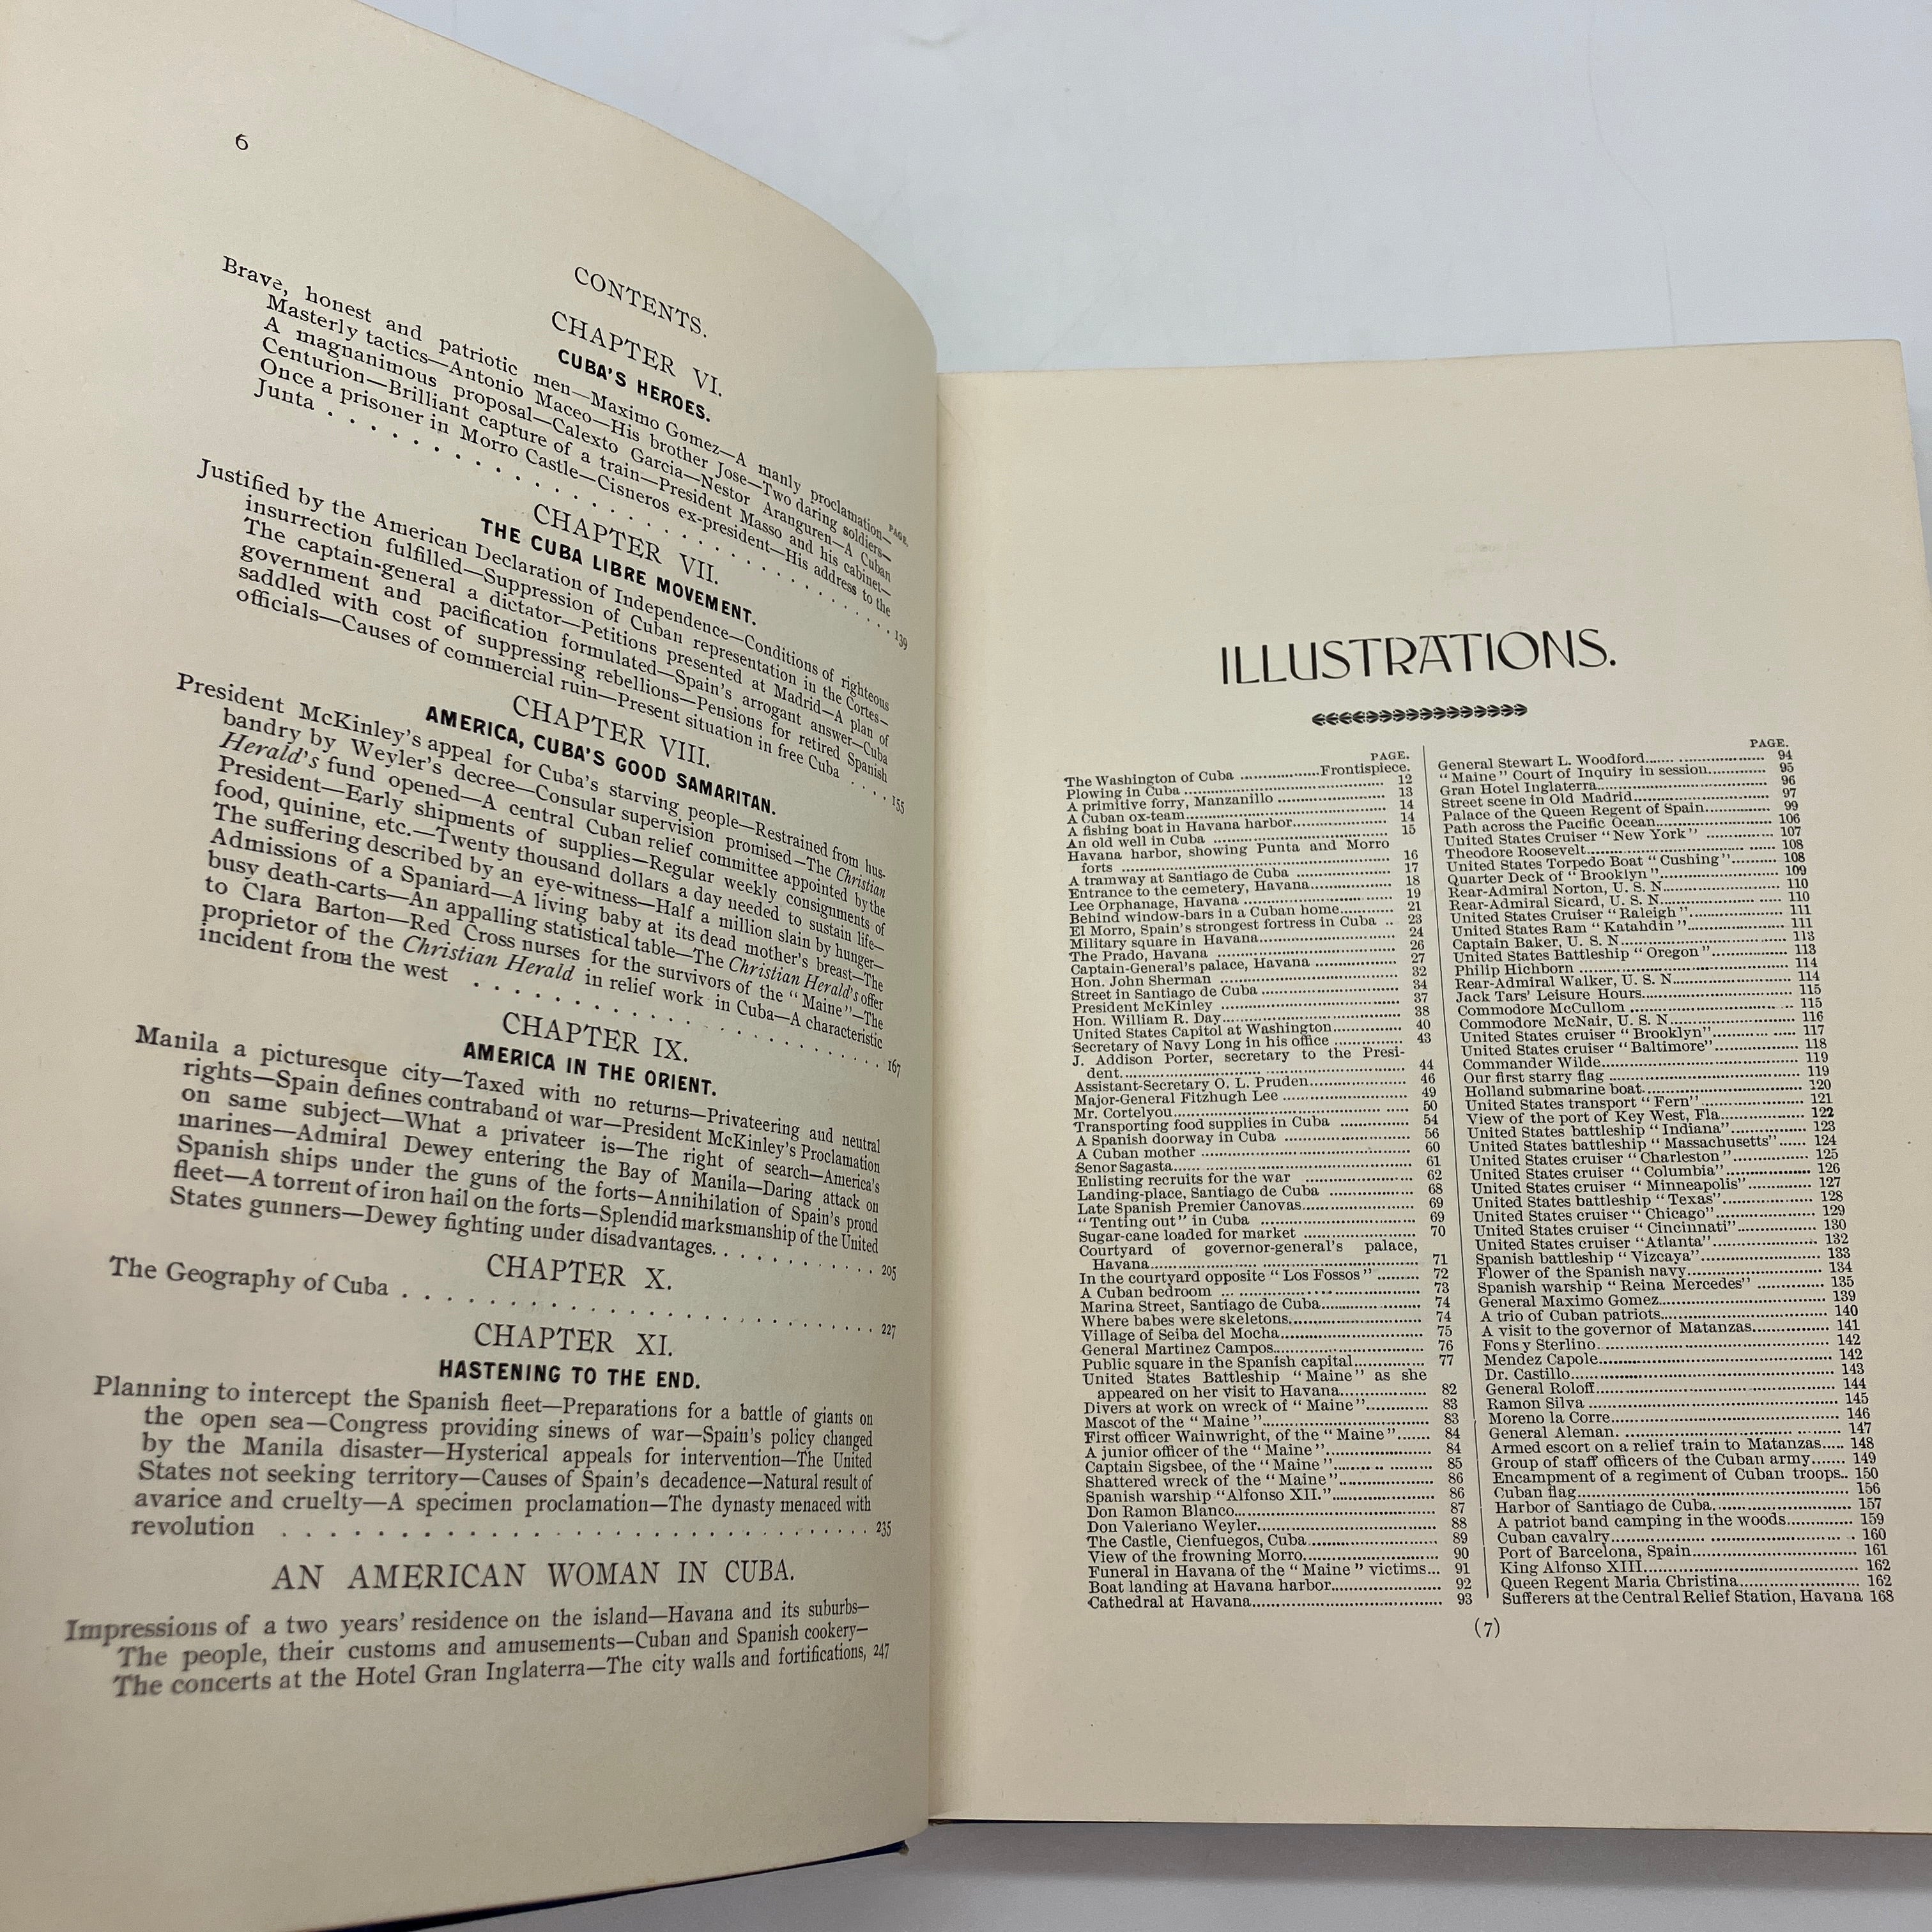 6
CONTENTS.
CHAPTER VI.
CUBA'S HEROES.
PAGE.
Brave, honest and patriotic men—Maximo Gomez—A manly proclamation—
Masterly tactics—Antonio Maceo—His brother Jose—Two daring soldiers—
A magnanimous proposal—Calexto Garcia—Nestor Aranguren—A Cuban
Centurion—Brilliant capture of a train—President Masso and his cabinet—
Once a prisoner in Morro Castle—Cisneros ex-president—His address to the
Junta . . . . . . . . . . 139
CHAPTER VII.
THE CUBA LIBRE MOVEMENT.
Justified by the American Declaration of Independence—Conditions of righteous
insurrection fulfilled—Suppression of Cuban representation in the Cortes—
The captain-general a dictator—Petitions presented at Madrid—A plan of
government and pacification formulated—Spain's arrogant answer—Cuba
saddled with cost of suppressing rebellions—Pensions for retired Spanish
officials—Causes of commercial ruin—Present situation in free Cuba . . . . 155
CHAPTER VIII.
AMERICA, CUBA'S GOOD SAMARITAN.
President McKinley's appeal for Cuba's starving people—Restrained from hus-
bandry by Weyler's decree—Consular supervision promised—The Christian
Herald's fund opened—A central Cuban relief committee appointed by the
President—Early shipments of supplies—Regular weekly consignments of
food, quinine, etc.—Twenty thousand dollars a day needed to sustain life—
The suffering described by an eye-witness—Half a million slain by hunger—
Admissions of a Spaniard—A living baby at its dead mother's breast—The
busy death-carts—An appalling statistical table—The Christian Herald's offer
to Clara Barton—Red Cross nurses for the survivors of the "Maine"—The
proprietor of the Christian Herald in relief work in Cuba—A characteristic
incident from the west . . . . . . . . . . 167
CHAPTER IX.
AMERICA IN THE ORIENT.
Manila a picturesque city—Taxed with no returns—Privateering and neutral
rights—Spain defines contraband ot war—President McKinley's Proclamation
on same subject—What a privateer is—The right of search—America's
marines—Admiral Dewey entering the Bay of Manila—Daring attack on
Spanish ships under the guns of the forts—Annihilation of Spain's proud
fleet—A torrent of iron hail on the forts—Splendid marksmanship of the United
States gunners—Dewey fighting under disadvantages. . . . . . . . . 205
CHAPTER X.
The Geography of Cuba . . . . . . . . . . 227
CHAPTER XI.
HASTENING TO THE END.
Planning to intercept the Spanish fleet—Preparations for a battle of giants on
the open sea—Congress providing sinews of war—Spain's policy changed
by the Manila disaster—Hysterical appeals for intervention—The United
States not seeking territory—Causes of Spain's decadence—Natural result of
avarice and cruelty—A specimen proclamation—The dynasty menaced with
revolution . . . . . . . . . . 235
AN AMERICAN WOMAN IN CUBA.
Impressions of a two years' residence on the island—Havana and its suburbs—
The people, their customs and amusements—Cuban and Spanish cookery—
The concerts at the Hotel Gran Inglaterra—The city walls and fortifications, 247
ILLUSTRATIONS.
PAGE.
The Washington of Cuba ..............Frontispiece.
Plowing in Cuba .......... 12
A primitive forry, Manzanillo .......... 13
A Cuban ox-team.......... 14
A fishing boat in Havana harbor.......... 14
An old well in Cuba .......... 15
Havana harbor, showing Punta and Morro
forts .......... 16
A tramway at Santiago de Cuba .......... 17
Entrance to the cemetery, Havana.......... 18
Lee Orphanage, Havana .......... 19
Behind window-bars in a Cuban home.......... 21
El Morro, Spain's strongest fortress in Cuba .. 23
Military square in Havana.......... 24
The Prado, Havana .......... 26
Captain-General's palace, Havana .......... 27
Hon. John Sherman .......... 32
Street in Santiago de Cuba .......... 34
President McKinley .......... 37
Hon. William R. Day.......... 38
United States Capitol at Washington.......... 40
Secretary of Navy Long in his office .......... 43
J. Addison Porter, secretary to the Presi-
dent.......... 44
Assistant-Secretary O. L. Pruden.......... 46
Major-General Fitzhugh Lee .......... 49
Mr. Cortelyou.......... 50
Transporting food supplies in Cuba .......... 54
A Spanish doorway in Cuba .......... 56
A Cuban mother .......... 60
Senor Sagasta.......... 61
Enlisting recruits for the war .......... 62
Landing-place, Santiago de Cuba .......... 68
Late Spanish Premier Canovas.......... 69
"Tenting out" in Cuba .......... 69
Sugar-cane loaded for market .......... 70
Courtyard of governor-general's palace,
Havana.......... 71
In the courtyard opposite "Los Fossos" .......... 72
A Cuban bedroom .......... 73
Marina Street, Santiago de Cuba.......... 74
Where babes were skeletons.......... 74
Village of Seiba del Mocha.......... 75
General Martinez Campos.......... 76
Public square in the Spanish capital.......... 77
United States Battleship "Maine" as she
appeared on her visit to Havana.......... 82
Divers at work on wreck of "Maine".......... 83
Mascot of the "Maine".......... 83
First officer Wainwright, of the "Maine"....... 84
A junior officer of the "Maine".......... 84
Captain Sigsbee, of the "Maine".......... 85
Shattered wreck of the "Maine".......... 86
Spanish warship "Alfonso XII.".......... 86
Don Ramon Blanco.......... 87
Don Valeriano Weyler.......... 88
The Castle, Cienfuegos, Cuba.......... 89
View of the frowning Morro.......... 90
Funeral in Havana of the "Maine" victims... 91
Boat landing at Havana harbor.......... 92
Cathedral at Havana.......... 93
PAGE.
General Stewart L. Woodford.......... 94
"Maine" Court of Inquiry in session.......... 95
Gran Hotel Inglaterra.......... 96
Street scene in Old Madrid.......... 97
Palace of the Queen Regent of Spain.......... 99
Path across the Pacific Ocean.......... 106
United States Cruiser "New York" .......... 107
Theodore Roosevelt.......... 108
United States Torpedo Boat "Cushing".......... 108
Quarter Deck of "Brooklyn".......... 109
Rear-Admiral Norton, U. S. N.......... 110
Rear-Admiral Sicard, U. S. N.......... 110
United States Cruiser "Raleigh".......... 111
United States Ram "Katahdin".......... 111
Captain Baker, U. S. N.......... 113
United States Battleship "Oregon".......... 113
Philip Hichborn .......... 114
Rear-Admiral Walker, U. S. N.......... 114
Jack Tars' Leisure Hours.......... 115
Commodore McCullom .......... 115
Commodore McNair, U. S. N.......... 116
United States cruiser "Brooklyn".......... 117
United States cruiser "Baltimore".......... 118
Commander Wilde.......... 119
Our first starry flag .......... 119
Holland submarine boat.......... 120
United States transport "Fern".......... 121
View of the port of Key West, Fla.......... 122
United States battleship "Indiana".......... 123
United States battleship "Massachusetts"...... 124
United States cruiser "Charleston".......... 125
United States cruiser "Columbia".......... 126
United States cruiser "Minneapolis".......... 127
United States battleship "Texas".......... 128
United States cruiser "Chicago".......... 129
United States cruiser "Cincinnati".......... 130
United States cruiser "Atlanta".......... 132
Spanish battleship "Vizcaya".......... 133
Flower of the Spanish navy.......... 134
Spanish warship "Reina Mercedes" .......... 135
General Maximo Gomez.......... 139
A trio of Cuban patriots.......... 140
A visit to the governor of Matanzas.......... 141
Fons y Sterlino.......... 142
Mendez Capole.......... 142
Dr. Castillo.......... 143
General Roloff.......... 144
Ramon Silva .......... 145
Moreno la Corre.......... 146
General Aleman. .......... 147
Armed escort on a relief train to Matanzas..... 148
Group of staff officers of the Cuban army....... 149
Encampment of a regiment of Cuban troops.. 150
Cuban flag.......... 156
Harbor of Santiago de Cuba.......... 157
A patriot band camping in the woods.......... 159
Cuban cavalry.......... 160
Port of Barcelona, Spain.......... 161
King Alfonso XIII.......... 162
Queen Regent Maria Christina.......... 162
Sufferers at the Central Relief Station, Havana 168
(7)